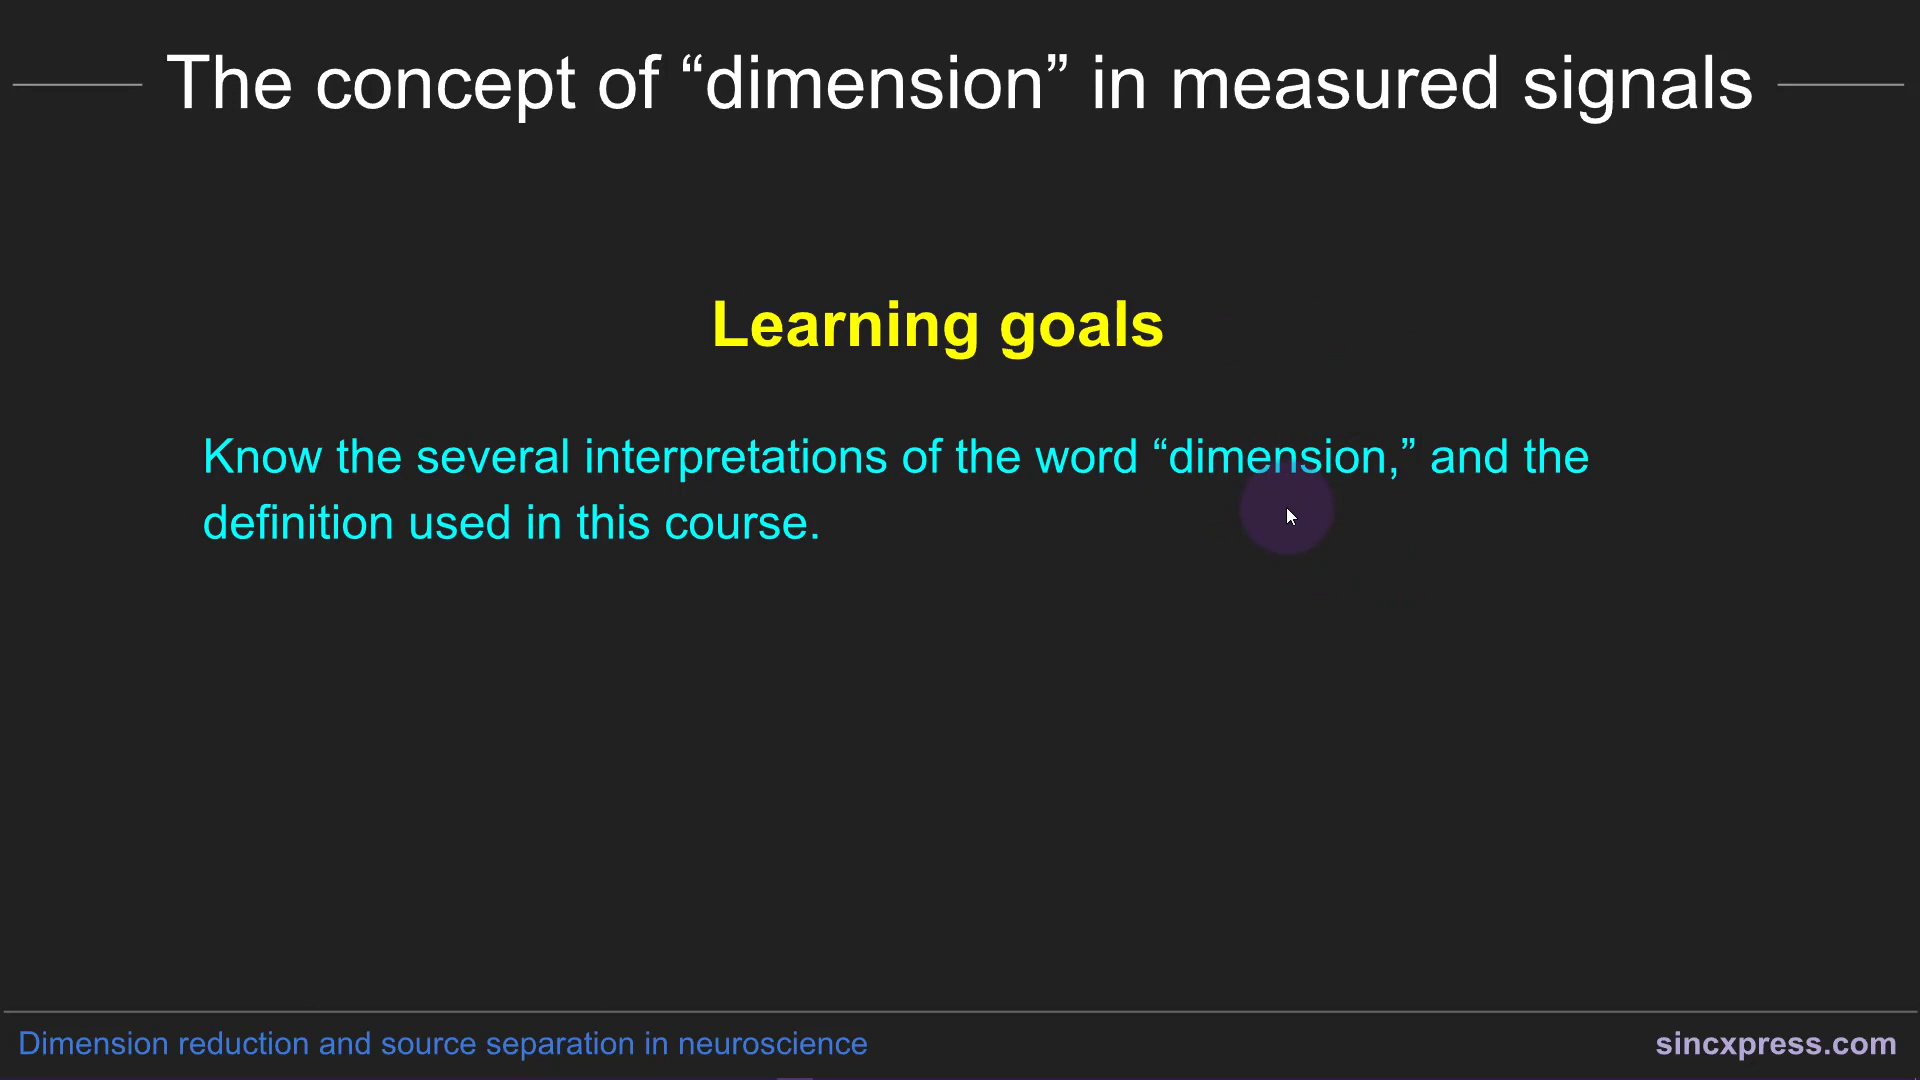 The concept of “dimension” in measured signals
Learning goals
Know the several interpretations of the word “dimension,” and the
definition used in this course.
Dimension reduction and source separation in neuroscience
sincxpress.com